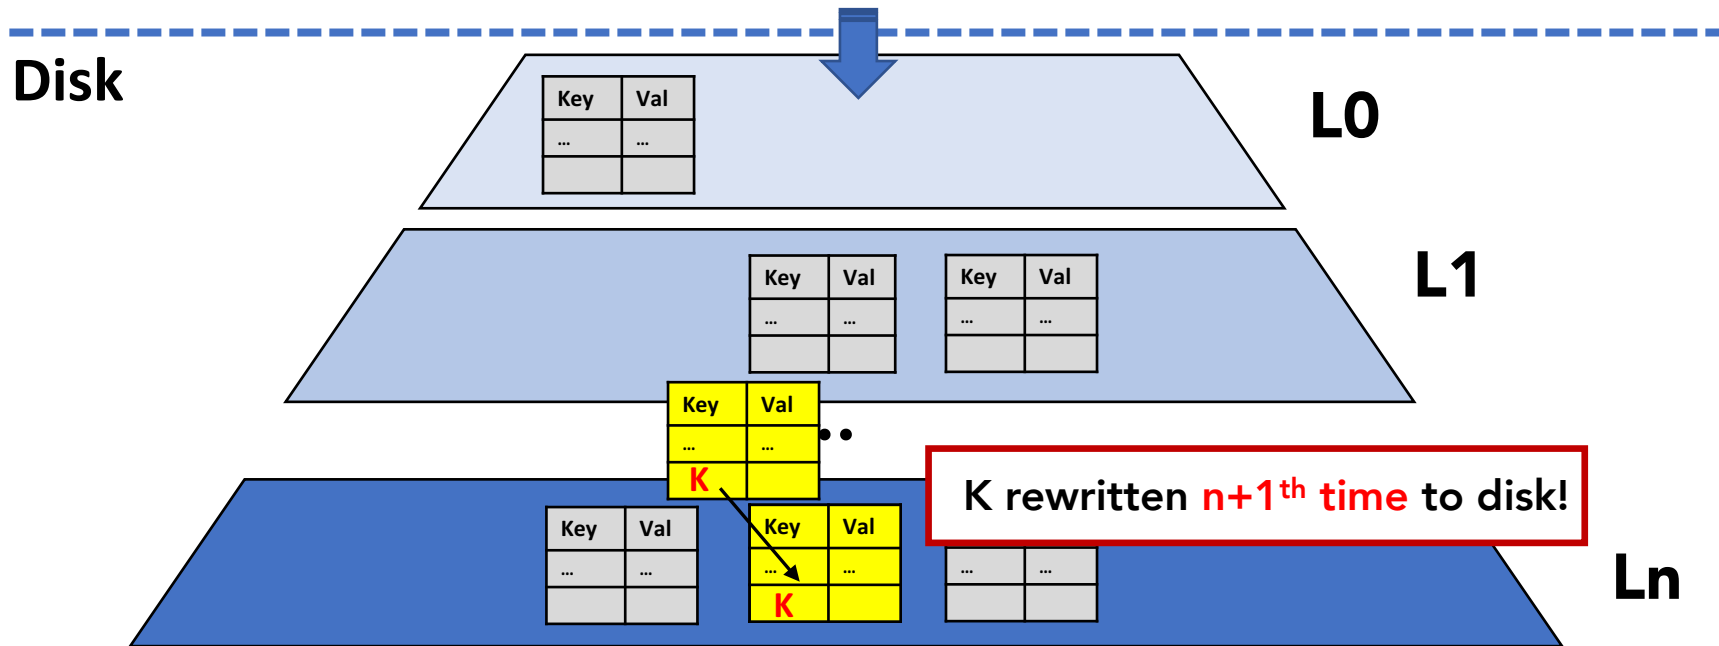 Disk
L0
Key Val
... ...
L1
Key Val
... ...
Key Val
... ...
Key Val
... ...
K
..
K rewritten n+1th time to disk!
Ln
Key Val
... ...
Key Val
... ...
K
... ...